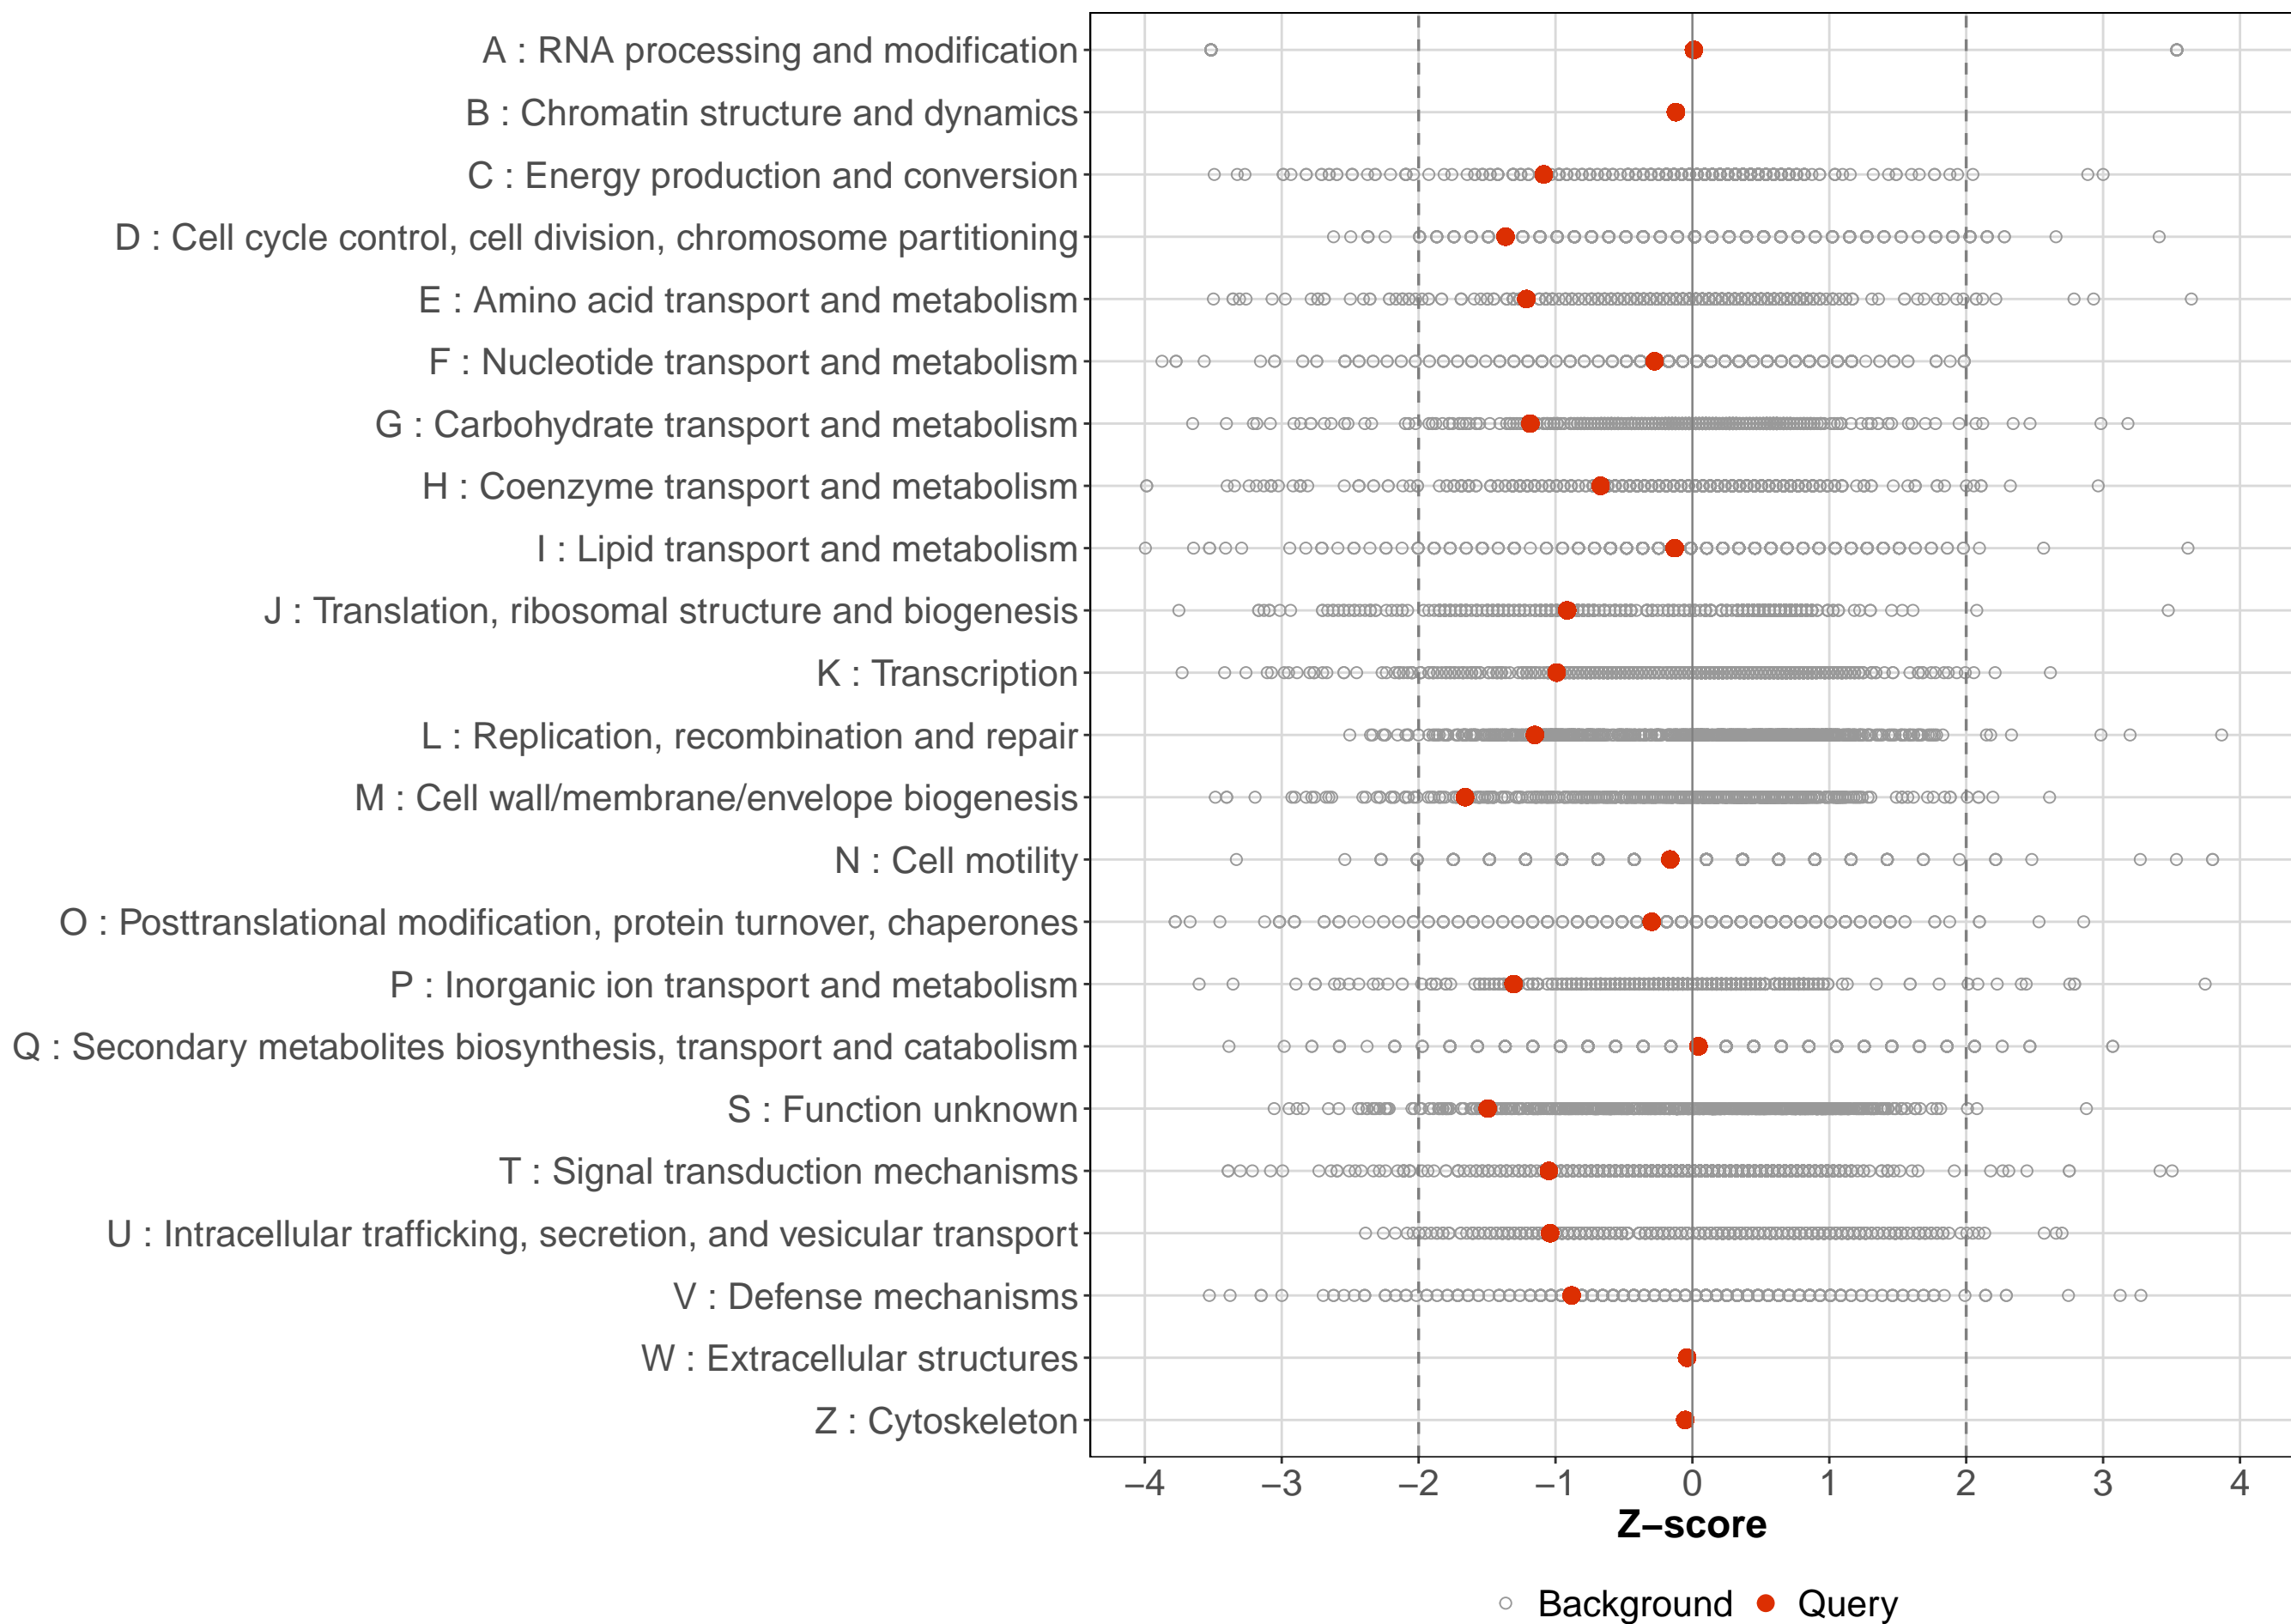 A : RNA processing and modification
B : Chromatin structure and dynamics
C : Energy production and conversion
D : Cell cycle control, cell division, chromosome partitioning
E : Amino acid transport and metabolism
F : Nucleotide transport and metabolism
G : Carbohydrate transport and metabolism
H : Coenzyme transport and metabolism
I : Lipid transport and metabolism
J : Translation, ribosomal structure and biogenesis
K : Transcription
L : Replication, recombination and repair
M : Cell wall/membrane/envelope biogenesis
N : Cell motility
O : Posttranslational modification, protein turnover, chaperones
P : Inorganic ion transport and metabolism
Q : Secondary metabolites biosynthesis, transport and catabolism
S : Function unknown
T : Signal transduction mechanisms
U : Intracellular trafficking, secretion, and vesicular transport
V : Defense mechanisms
W : Extracellular structures
Z : Cytoskeleton
−4 −3 −2 −1 0 1 2 3 4
Z−score
Background Query